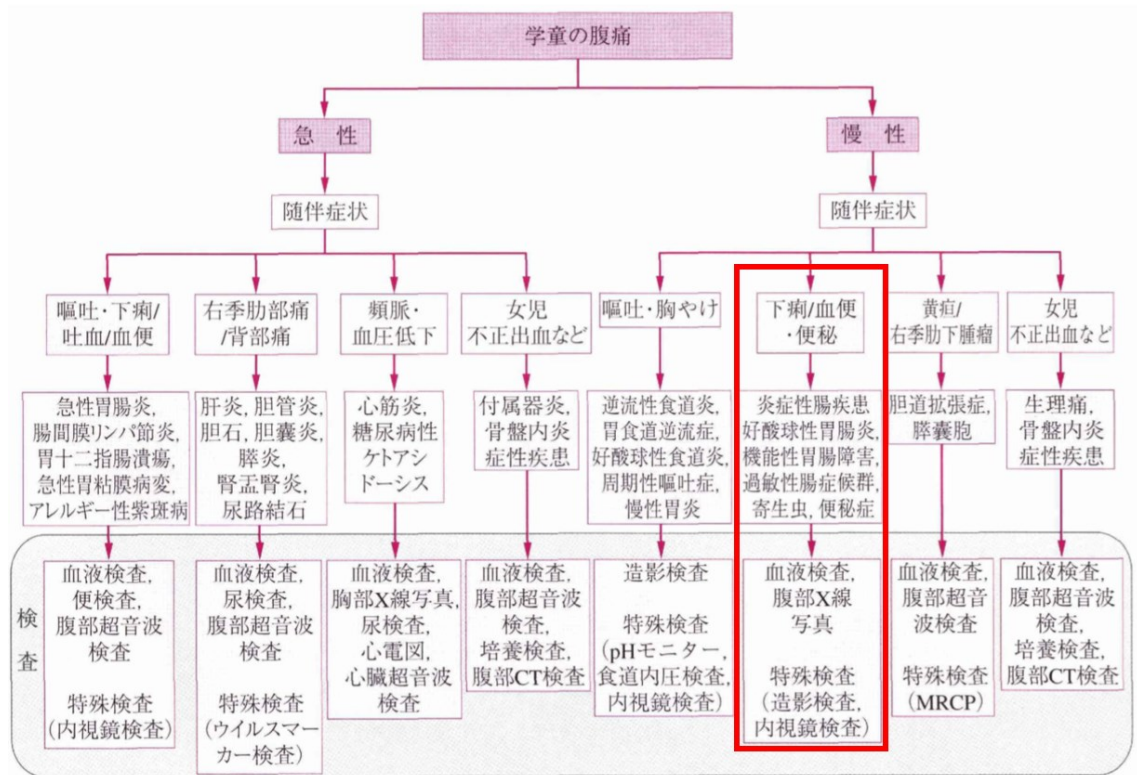 学童の腹痛
急 性
慢 性
随伴症状
随伴症状
嘔吐・下痢/
吐血/血便
右季肋部痛
/背部痛
頻脈・
血圧低下
女児
不正出血など
嘔吐・胸やけ
下痢/血便
・便秘
黄疸/
右季肋下腫瘤
女児
不正出血など
急性胃腸炎,
腸間膜リンパ節炎,
胃十二指腸潰瘍,
急性胃粘膜病変,
アレルギー性紫斑病
肝炎, 胆管炎,
胆石, 胆嚢炎,
膵炎,
腎盂腎炎,
尿路結石
心筋炎,
糖尿病性
ケトアシ
ドーシス
付属器炎,
骨盤内炎
症性疾患
逆流性食道炎,
胃食道逆流症,
好酸球性食道炎,
周期性嘔吐症,
慢性胃炎
炎症性腸疾患
好酸球性胃腸炎,
機能性胃腸障害,
過敏性腸症候群,
寄生虫, 便秘症
胆道拡張症,
膵嚢胞
生理痛,
骨盤内炎
症性疾患
検
査
血液検査,
便検査,
腹部超音波
検査
特殊検査
(内視鏡検査)
血液検査,
尿検査,
腹部超音波
検査
特殊検査
(ウイルスマー
カー検査)
血液検査,
胸部X線写真,
尿検査,
心電図,
心臓超音波
検査
血液検査,
腹部超音波
検査,
培養検査,
腹部CT検査
造影検査
特殊検査
(pHモニター,
食道内圧検査,
内視鏡検査)
血液検査,
腹部X線
写真
特殊検査
(造影検査,
内視鏡検査)
血液検査,
腹部超音
波検査
特殊検査
(MRCP)
血液検査,
腹部超音波
検査,
培養検査,
腹部CT検査